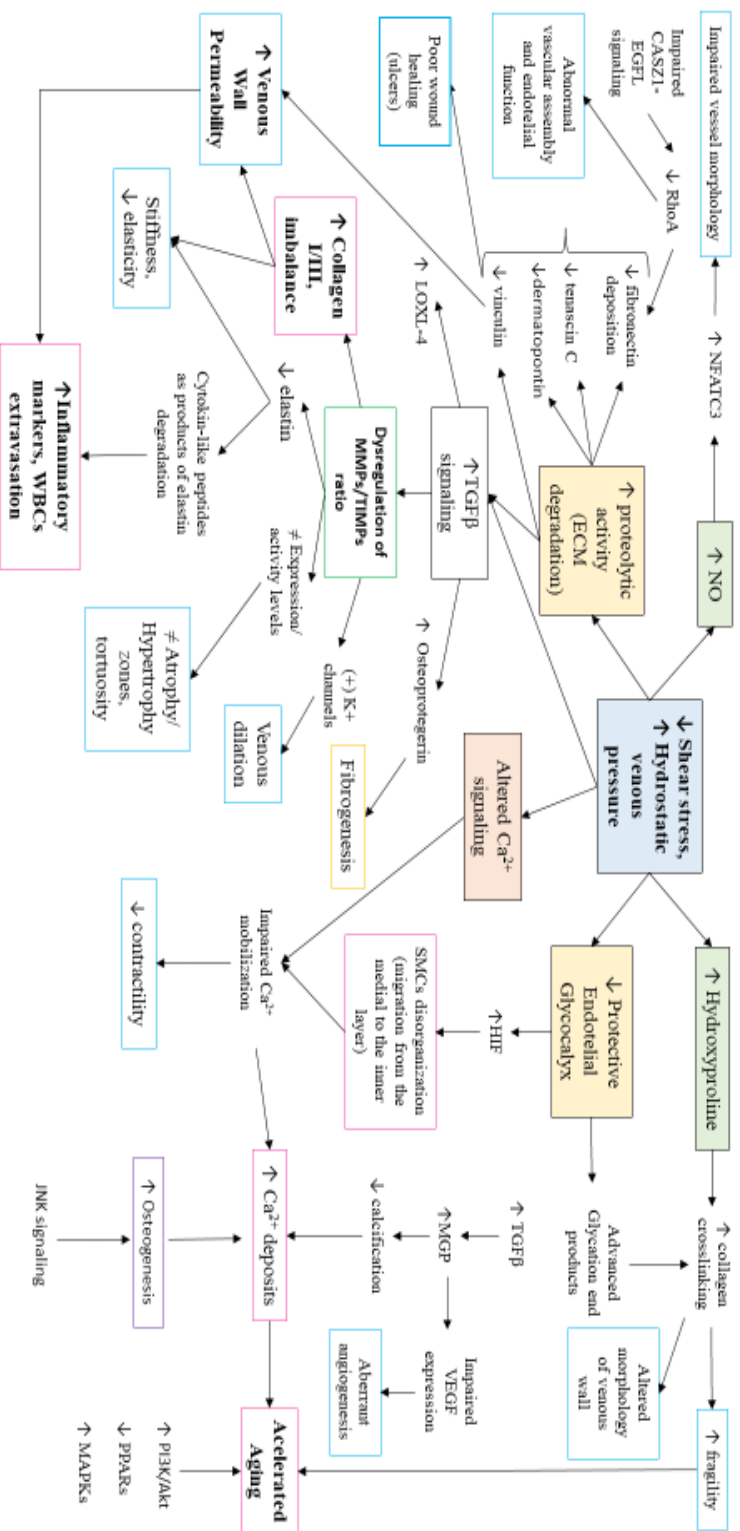 Impaired vessel morphology
↑ NFATC3
↑ NO
↓ Shear stress,
↑ Hydrostatic
venous
pressure
↑ Hydroxyproline
↑ collagen
crosslinking
↑ fragility
Impaired
CASZ1-
EGFL
signaling
↓ RhoA
Abnormal
vascular assembly
and endotelial
function
Poor wound
healing
(ulcers)
↓ fibronectin
deposition
↓ tenascin C
↓dermatopontin
↓ vinculin
↑ proteolytic
activity
(ECM
degradation)
↓ Protective
Endotelial
Glycocalyx
Advanced
Glycation end
products
Altered
morphology
of venous
wall
↑ LOXL-4
↑TGFβ
signaling
↑ Osteoprotegerin
Fibrogenesis
Altered Ca²⁺
signaling
↑HIF
SMCs disorganization
(migration from the
medial to the inner
layer)
↑ TGFβ
↑MGP
↓ calcification
Impaired
VEGF
expression
Aberrant
angiogenesis
↑ Venous
Wall
Permeability
↑ Collagen
I/III,
imbalance
Dysregulation of
MMPs/TIMPs
ratio
(+) K+
channels
Venous
dilation
Stiffness,
↓ elasticity
↓ elastin
≠ Expression/
activity levels
≠ Atrophy/
Hypertrophy
zones,
tortuosity
Cytokin-like peptides
as products of elastin
degradation
↑ Inflammatory
markers, WBCs
extravasation
Impaired Ca²⁺
mobilization
↓ contractility
↑ Ca²⁺ deposits
Acelerated
Aging
↑ Osteogenesis
JNK signaling
↑ PI3K/Akt
↓ PPARs
↑ MAPKs